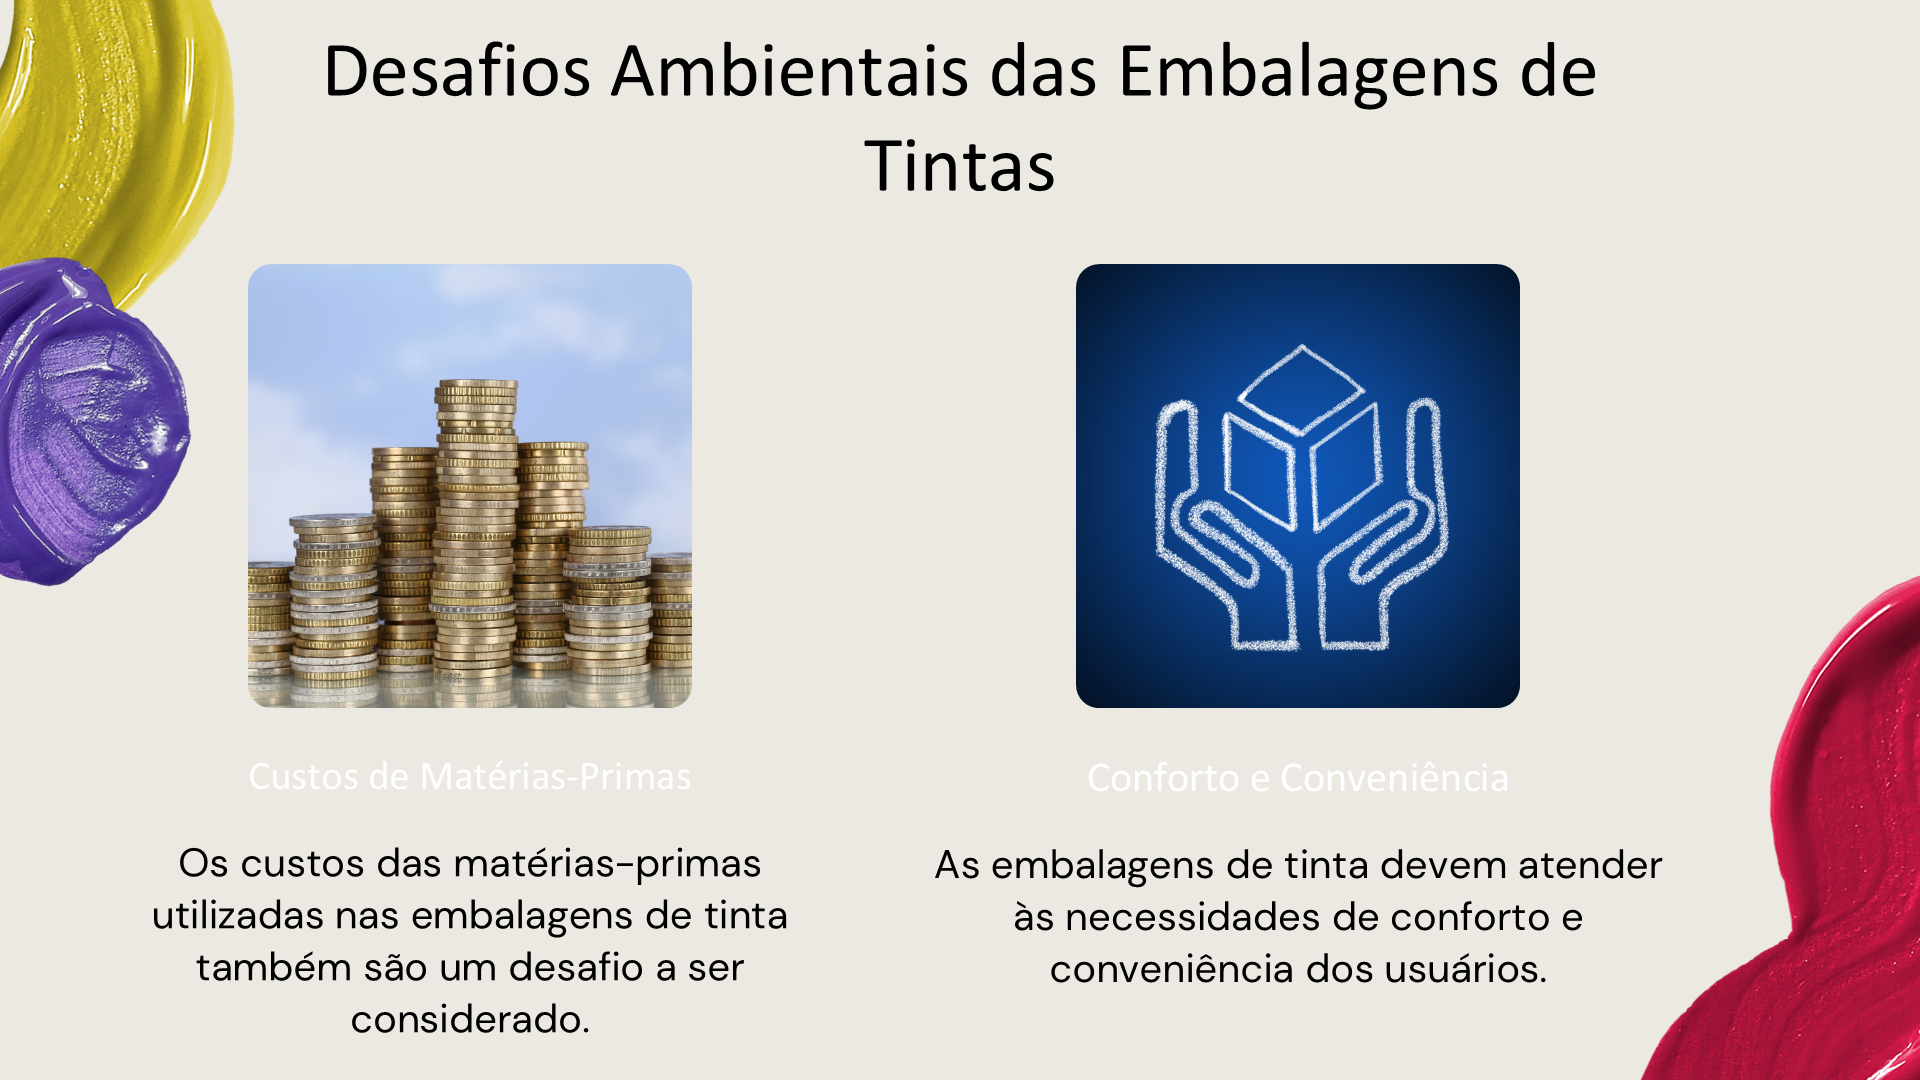 Desafios Ambientais das Embalagens de
Tintas
Custos de Matérias-Primas
Os custos das matérias-primas
utilizadas nas embalagens de tinta
também são um desafio a ser
considerado.
Conforto e Conveniência
As embalagens de tinta devem atender
às necessidades de conforto e
conveniência dos usuários.